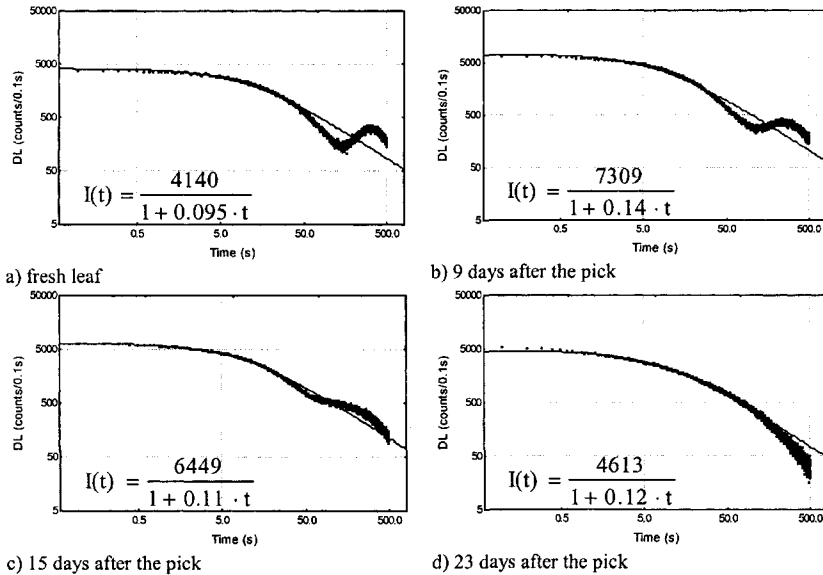 50000
5000
500
50
5
DL (counts/0.1s)
I(t) = 4140 / 1 + 0.095 · t
0.5 5.0 50.0 500.0
Time (s)
a) fresh leaf
50000
5000
500
50
5
DL (counts/0.1s)
I(t) = 7309 / 1 + 0.14 · t
0.5 5.0 50.0 500.0
Time (s)
b) 9 days after the pick
50000
5000
500
50
5
DL (counts/0.1s)
I(t) = 6449 / 1 + 0.11 · t
0.5 5.0 50.0 500.0
Time (s)
c) 15 days after the pick
50000
5000
500
50
5
DL (counts/0.1s)
I(t) = 4613 / 1 + 0.12 · t
0.5 5.0 50.0 500.0
Time (s)
d) 23 days after the pick